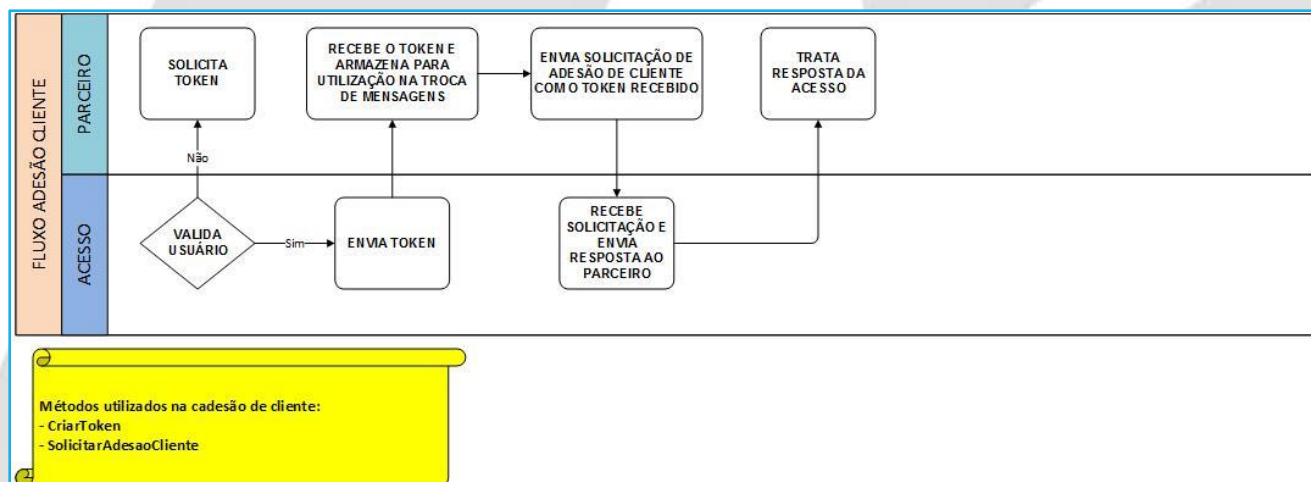 FLUXO ADESÃO CLIENTE
PARCEIRO
SOLICITA
TOKEN
RECEBE O TOKEN E
ARMAZENA PARA
UTILIZAÇÃO NA TROCA
DE MENSAGENS
ENVIA SOLICITAÇÃO DE
ADESÃO DE CLIENTE
COM O TOKEN RECEBIDO
TRATA
RESPOSTA DA
ACESSO
Não
ACESSO
VALIDA
USUÁRIO
Sim
ENVIA TOKEN
RECEBE
SOLICITAÇÃO E
ENVIA
RESPOSTA AO
PARCEIRO
Métodos utilizados na cadesão de cliente:
- CriarToken
- SolicitarAdesaoCliente